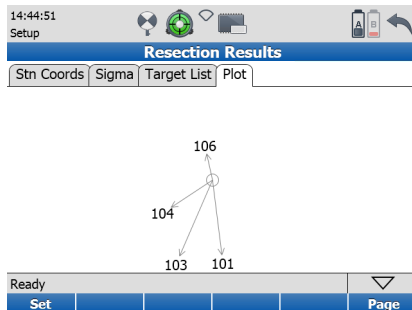 14:44:51
Setup
A B
Resection Results
Stn Coords Sigma Target List Plot
106
104
103 101
Ready
Set Page